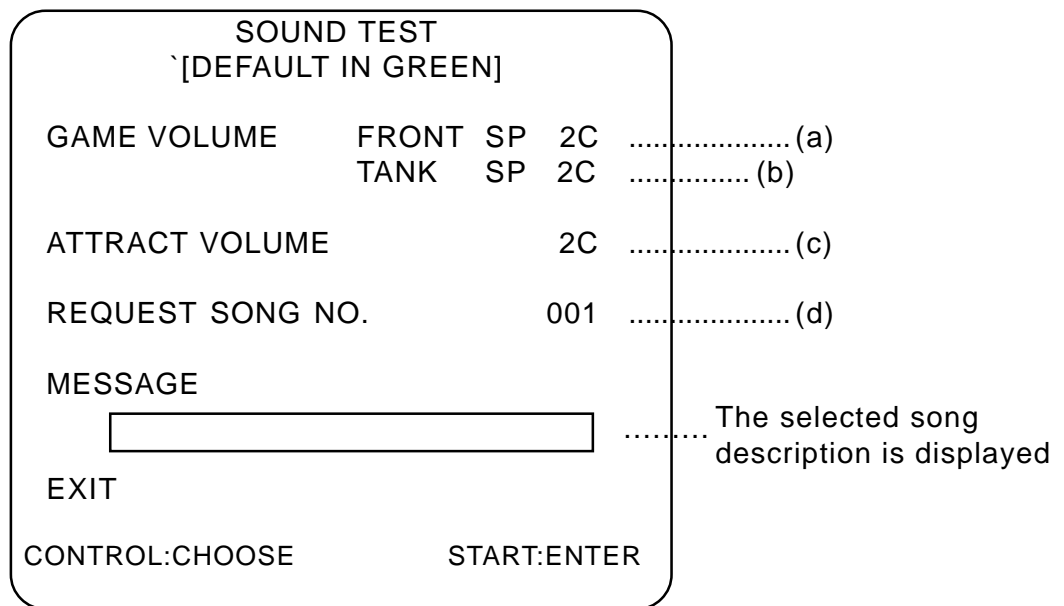 SOUND TEST
`[DEFAULT IN GREEN]
GAME VOLUME FRONT SP 2C ....................(a)
TANK SP 2C ...............(b)
ATTRACT VOLUME 2C ....................(c)
REQUEST SONG NO. 001 ....................(d)
MESSAGE
......... The selected song
description is displayed
EXIT
CONTROL:CHOOSE START:ENTER